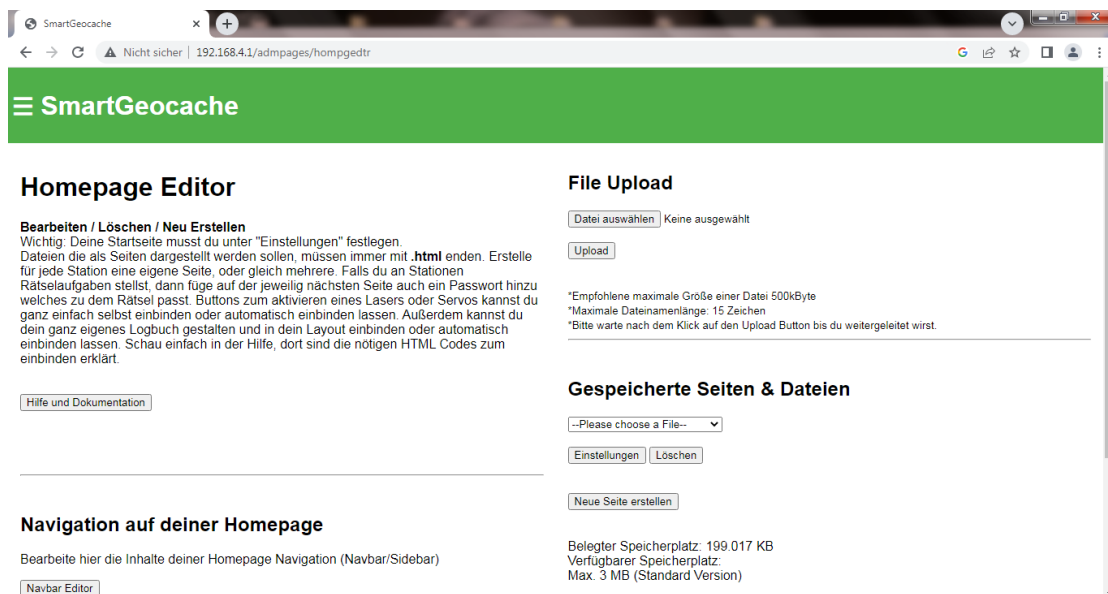 SmartGeocache
Nicht sicher | 192.168.4.1/admpages/hompgedtr
☰ SmartGeocache
Homepage Editor
Bearbeiten / Löschen / Neu Erstellen
Wichtig: Deine Startseite musst du unter "Einstellungen" festlegen.
Dateien die als Seiten dargestellt werden sollen, müssen immer mit .html enden. Erstelle
für jede Station eine eigene Seite, oder gleich mehrere. Falls du an Stationen
Rätselaufgaben stellst, dann füge auf der jeweilig nächsten Seite auch ein Passwort hinzu
welches zu dem Rätsel passt. Buttons zum aktivieren eines Lasers oder Servos kannst du
ganz einfach selbst einbinden oder automatisch einbinden lassen. Außerdem kannst du
dein ganz eigenes Logbuch gestalten und in dein Layout einbinden oder automatisch
einbinden lassen. Schau einfach in der Hilfe, dort sind die nötigen HTML Codes zum
einbinden erklärt.
Hilfe und Dokumentation
Navigation auf deiner Homepage
Bearbeite hier die Inhalte deiner Homepage Navigation (Navbar/Sidebar)
Navbar Editor
File Upload
Datei auswählen Keine ausgewählt
Upload
*Empfohlene maximale Größe einer Datei 500kByte
*Maximale Dateinamenlänge: 15 Zeichen
*Bitte warte nach dem Klick auf den Upload Button bis du weitergeleitet wirst.
Gespeicherte Seiten & Dateien
--Please choose a File--
Einstellungen Löschen
Neue Seite erstellen
Belegter Speicherplatz: 199.017 KB
Verfügbarer Speicherplatz:
Max. 3 MB (Standard Version)